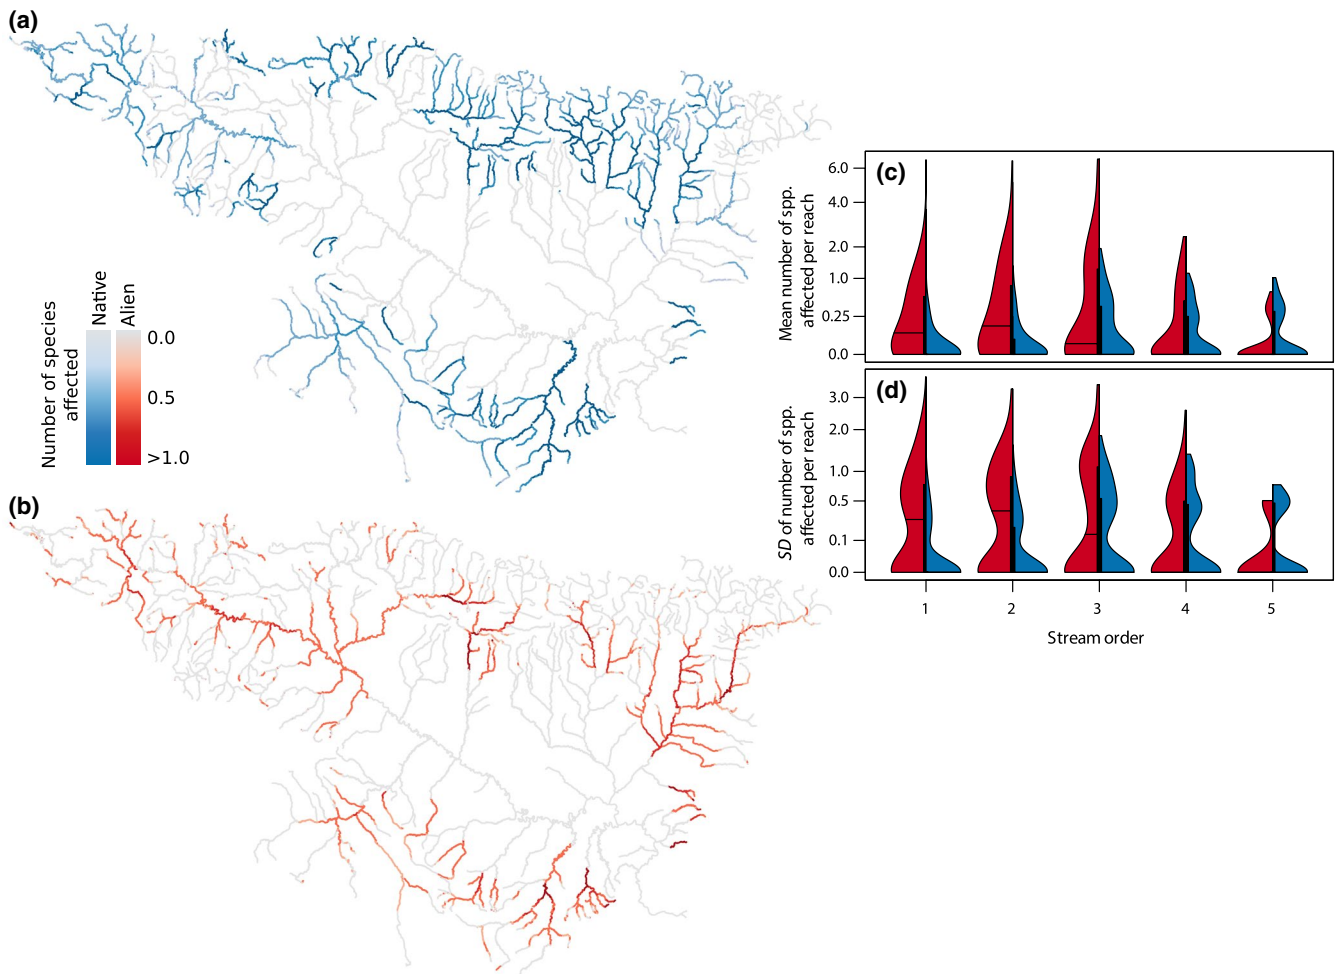 (a)
Number of species
affected
Native
Alien
0.0
0.5
>1.0
(b)
(c)
Mean number of spp.
affected per reach
6.0
4.0
2.0
1.0
0.25
0.0
(d)
SD of number of spp.
affected per reach
3.0
2.0
1.0
0.5
0.1
0.0
1 2 3 4 5
Stream order